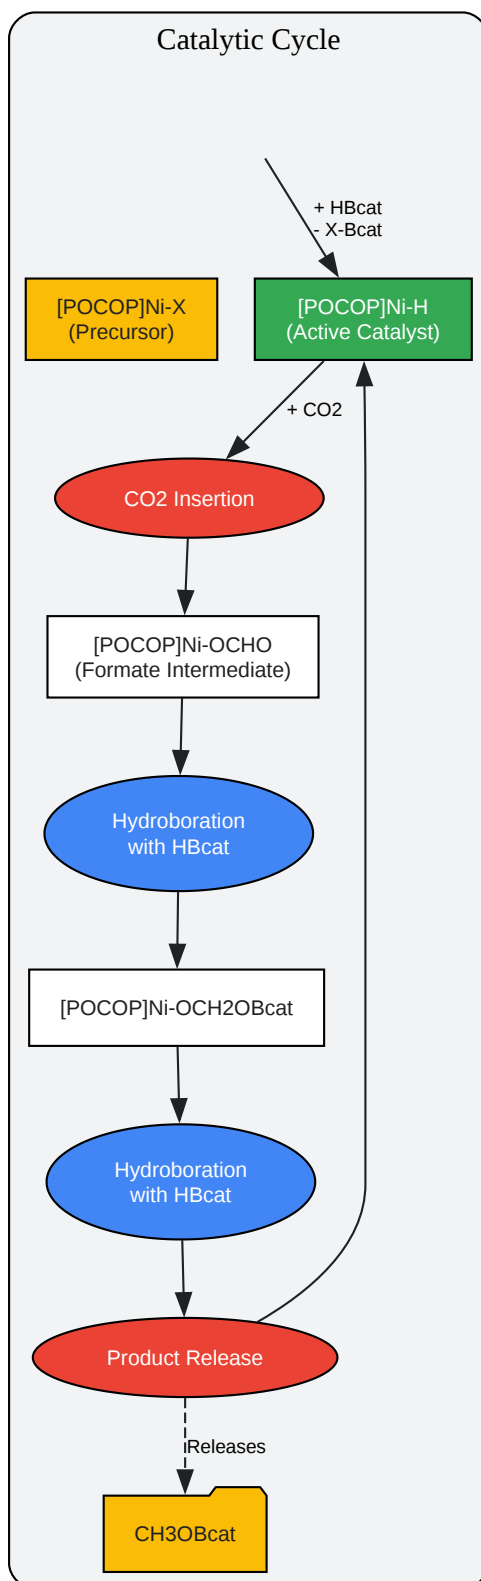 Catalytic Cycle
+ HBcat
- X-Bcat
[POCOP]Ni-X
(Precursor)
[POCOP]Ni-H
(Active Catalyst)
+ CO2
CO2 Insertion
[POCOP]Ni-OCHO
(Formate Intermediate)
Hydroboration
with HBcat
[POCOP]Ni-OCH2OBcat
Hydroboration
with HBcat
Product Release
Releases
CH3OBcat